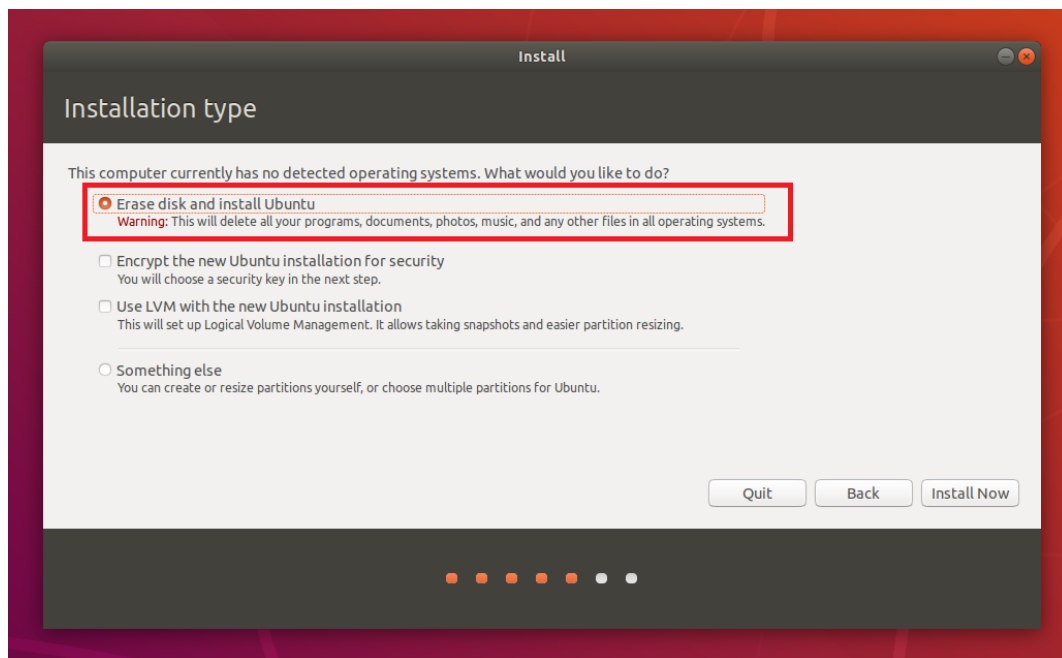 Install
Installation type
This computer currently has no detected operating systems. What would you like to do?
Erase disk and install Ubuntu
Warning: This will delete all your programs, documents, photos, music, and any other files in all operating systems.
Encrypt the new Ubuntu installation for security
You will choose a security key in the next step.
Use LVM with the new Ubuntu installation
This will set up Logical Volume Management. It allows taking snapshots and easier partition resizing.
Something else
You can create or resize partitions yourself, or choose multiple partitions for Ubuntu.
Quit Back Install Now